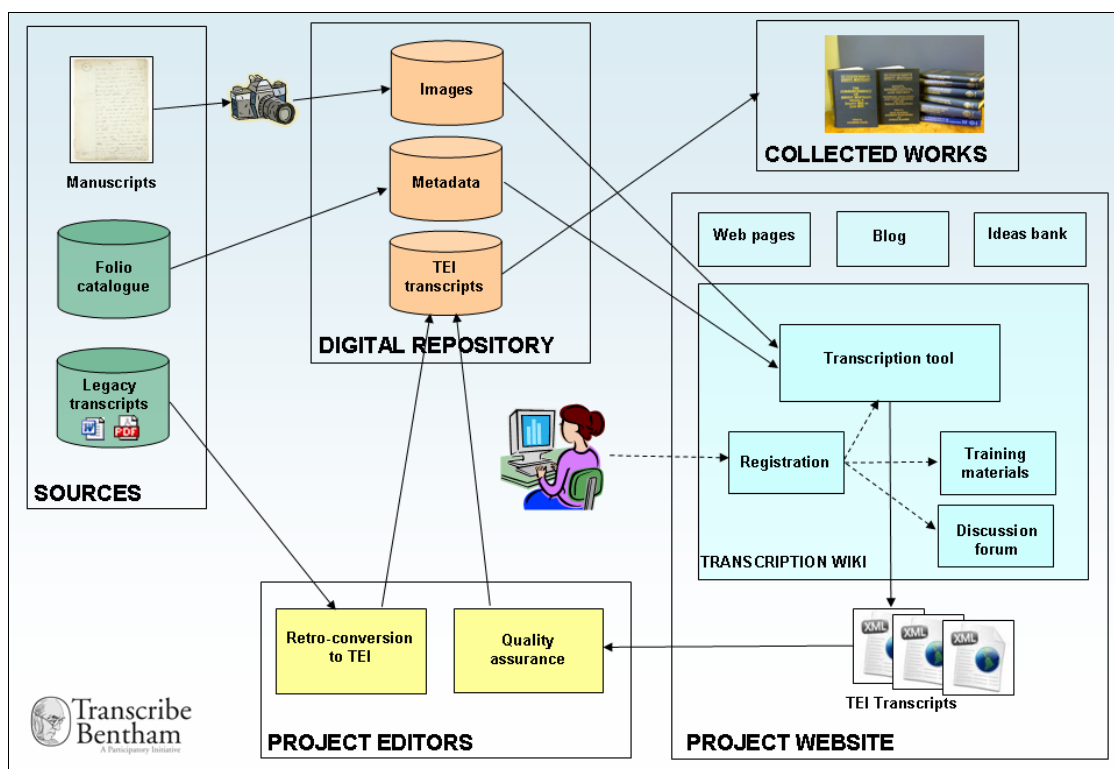 Manuscripts
Folio
catalogue
Legacy
transcripts
PDF
SOURCES
Images
Metadata
TEI
transcripts
DIGITAL REPOSITORY
COLLECTED WORKS
Web pages
Blog
Ideas bank
Transcription tool
Registration
Training
materials
Discussion
forum
TRANSCRIPTION WIKI
XML
XML
XML
TEI Transcripts
PROJECT WEBSITE
Retro-conversion
to TEI
Quality
assurance
PROJECT EDITORS
Transcribe
Bentham
A Participatory Initiative